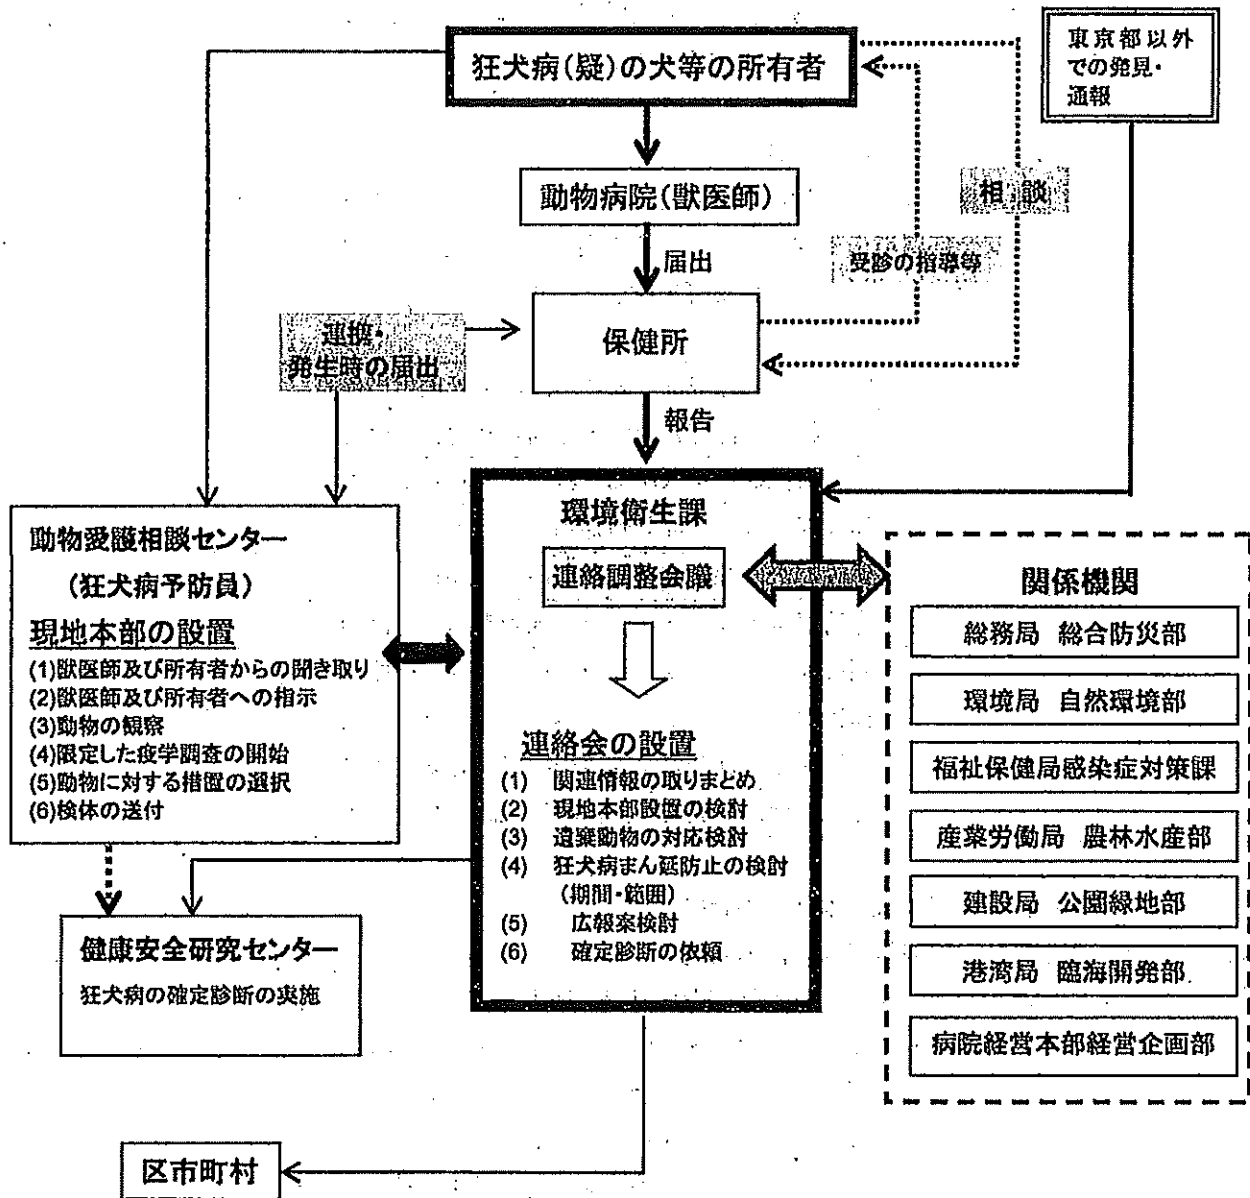 狂犬病(疑)の犬等の所有者
東京都以外
での発見・
通報
動物病院(獣医師)
相談
届出
受診の指導等
連携・
発生時の届出
保健所
報告
環境衛生課
連絡調整会議
連絡会の設置
(1) 関連情報の取りまとめ
(2) 現地本部設置の検討
(3) 遺棄動物の対応検討
(4) 狂犬病まん延防止の検討
(期間・範囲)
(5) 広報案検討
(6) 確定診断の依頼
動物愛護相談センター
(狂犬病予防員)
現地本部の設置
(1)獣医師及び所有者からの聞き取り
(2)獣医師及び所有者への指示
(3)動物の観察
(4)限定した疫学調査の開始
(5)動物に対する措置の選択
(6)検体の送付
関係機関
総務局 総合防災部
環境局 自然環境部
福祉保健局感染症対策課
産業労働局 農林水産部
建設局 公園緑地部
港湾局 臨海開発部
病院経営本部経営企画部
健康安全研究センター
狂犬病の確定診断の実施
区市町村